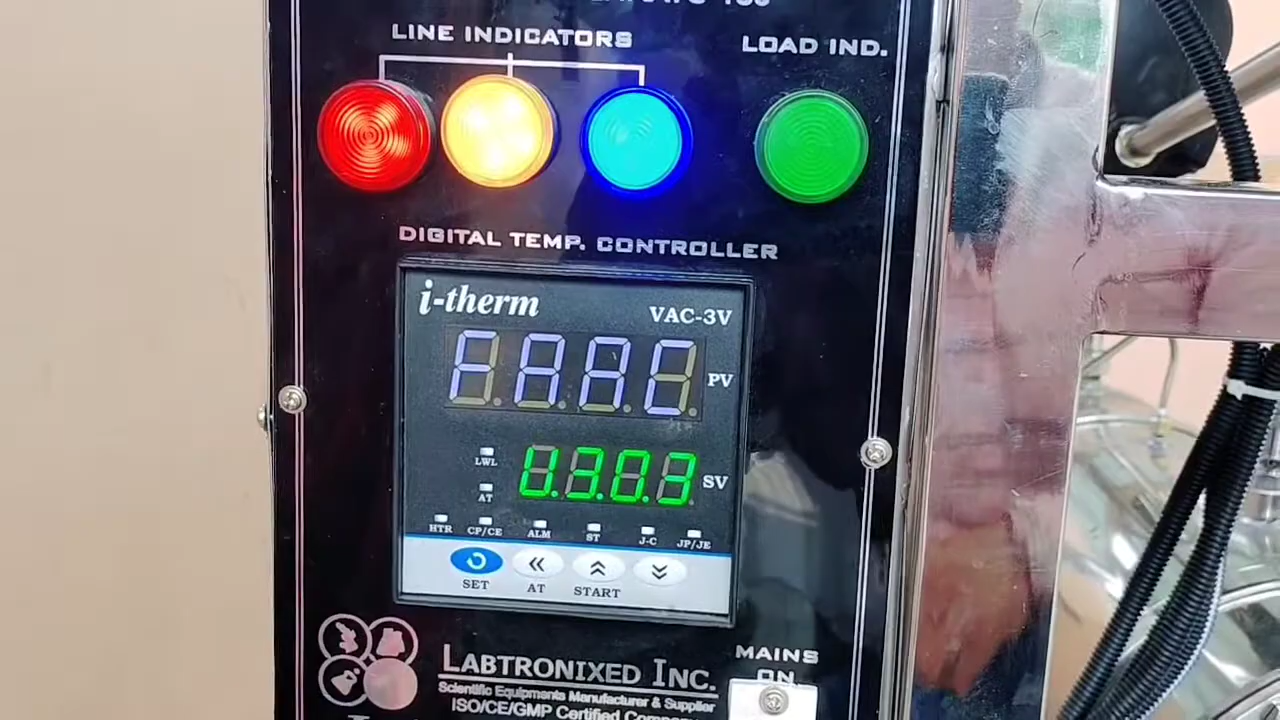 LINE INDICATORS
LOAD IND.
DIGITAL TEMP. CONTROLLER
i-therm
VAC-3V
PV
LWL
AT
SV
HTR CP/CE ALM ST J-C JP/JE
SET AT START
LABTRONIXED INC.
Scientific Equipments Manufacturer & Supplier
ISO/CE/GMP Certified
MAINS
ON